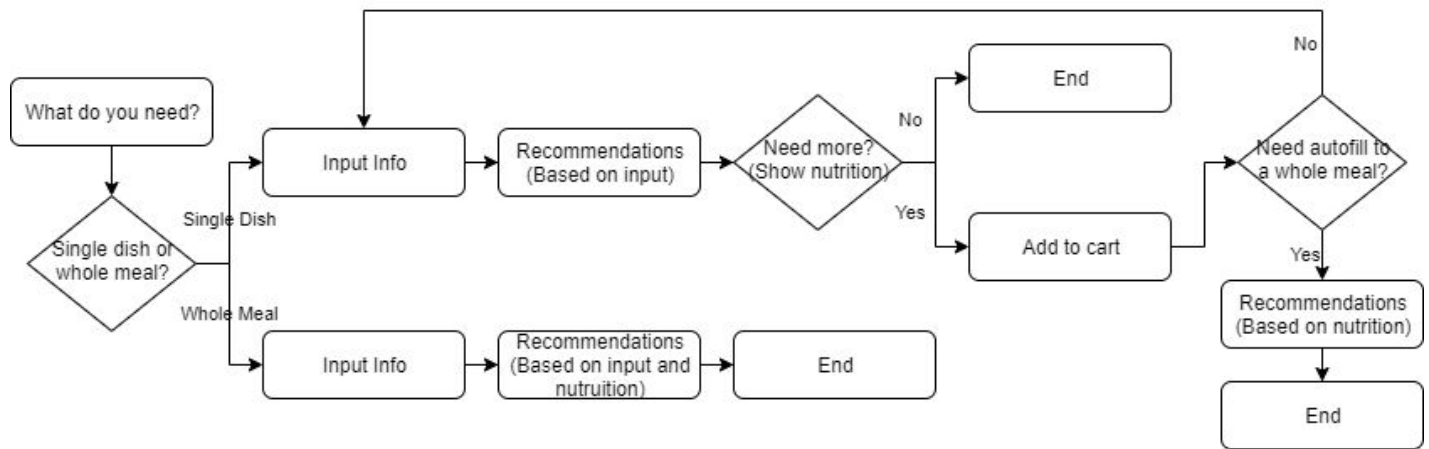 What do you need?
Single dish or
whole meal?
Single Dish
Whole Meal
Input Info
Recommendations
(Based on input)
Need more?
(Show nutrition)
No
End
Yes
Add to cart
Need autofill to
a whole meal?
No
Yes
Recommendations
(Based on nutrition)
End
Input Info
Recommendations
(Based on input and
nutruition)
End